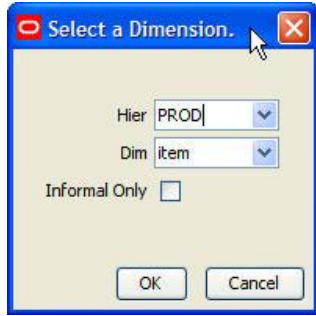 Select a Dimension.
Hier PROD
Dim item
Informal Only
OK Cancel